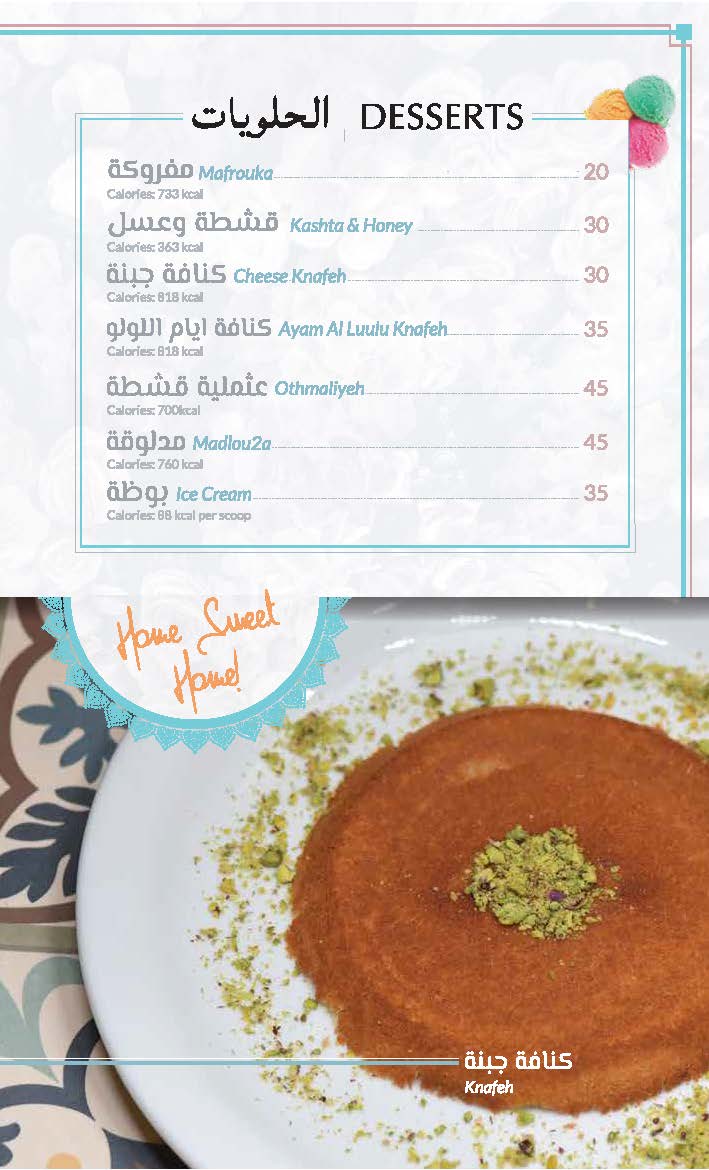 الحلويات | DESSERTS
مفروكة Mafrouka 20
Calories: 733 kcal
قشطة وعسل Kashta & Honey 30
Calories: 363 kcal
كنافة جبنة Cheese Knafeh 30
Calories: 818 kcal
كنافة ايام اللولو Ayam Al Luulu Knafeh 35
Calories: 818 kcal
عثملية قشطة Othmaliyeh 45
Calories: 700kcal
مدلوقة Madlou2a 45
Calories: 760 kcal
بوظة Ice Cream 35
Calories: 88 kcal per scoop
Home Sweet
Home!
كنافة جبنة
Knafeh